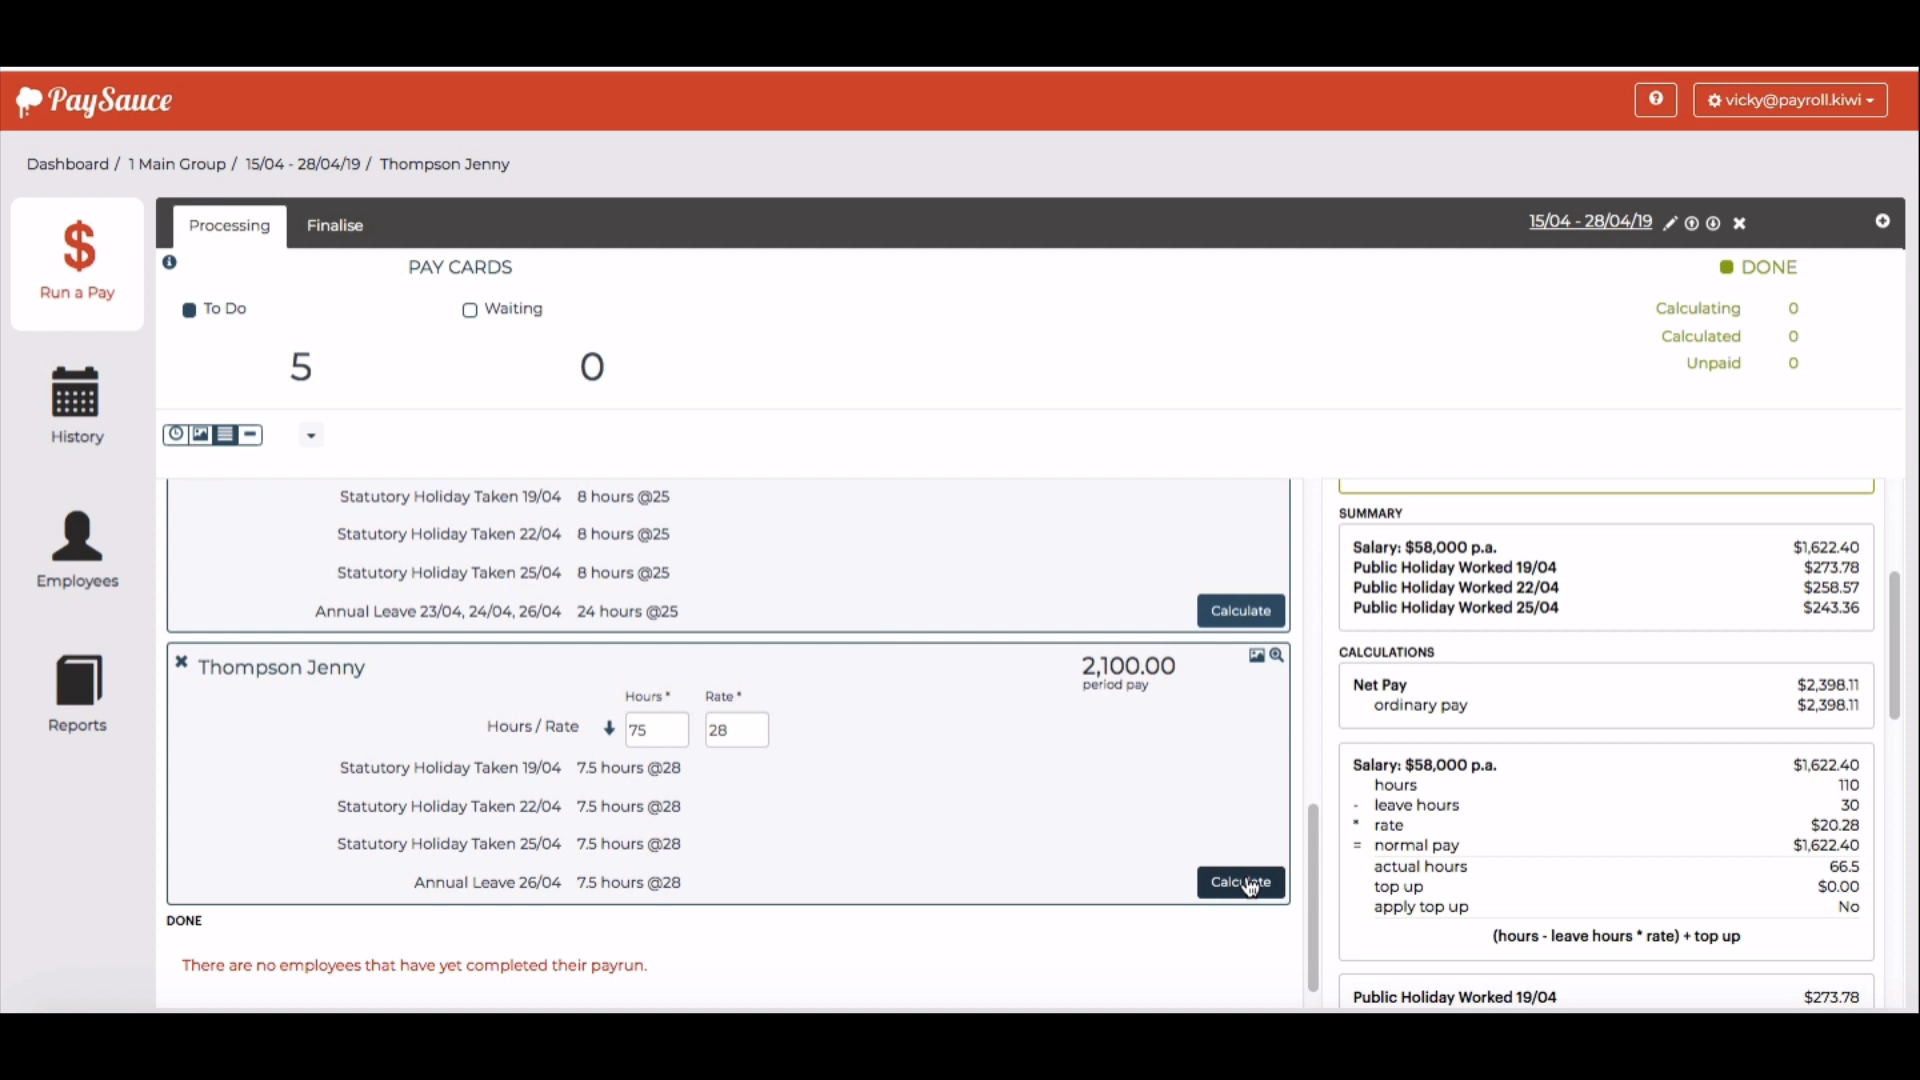 PaySauce
vicky@payroll.kiwi
Dashboard / 1 Main Group / 15/04 - 28/04/19 / Thompson Jenny
Run a Pay
History
Employees
Reports
Processing
Finalise
15/04 - 28/04/19
PAY CARDS
DONE
To Do
Waiting
5
0
Calculating 0
Calculated 0
Unpaid 0
Statutory Holiday Taken 19/04 8 hours @25
Statutory Holiday Taken 22/04 8 hours @25
Statutory Holiday Taken 25/04 8 hours @25
Annual Leave 23/04, 24/04, 26/04 24 hours @25
Calculate
Thompson Jenny
2,100.00
period pay
Hours * Rate *
Hours / Rate 75 28
Statutory Holiday Taken 19/04 7.5 hours @28
Statutory Holiday Taken 22/04 7.5 hours @28
Statutory Holiday Taken 25/04 7.5 hours @28
Annual Leave 26/04 7.5 hours @28
Calculate
DONE
There are no employees that have yet completed their payrun.
SUMMARY
Salary: $58,000 p.a. $1,622.40
Public Holiday Worked 19/04 $273.78
Public Holiday Worked 22/04 $258.57
Public Holiday Worked 25/04 $243.36
CALCULATIONS
Net Pay $2,398.11
ordinary pay $2,398.11
Salary: $58,000 p.a. $1,622.40
hours 110
- leave hours 30
* rate $20.28
= normal pay $1,622.40
actual hours 66.5
top up $0.00
apply top up No
(hours - leave hours * rate) + top up
Public Holiday Worked 19/04 $273.78